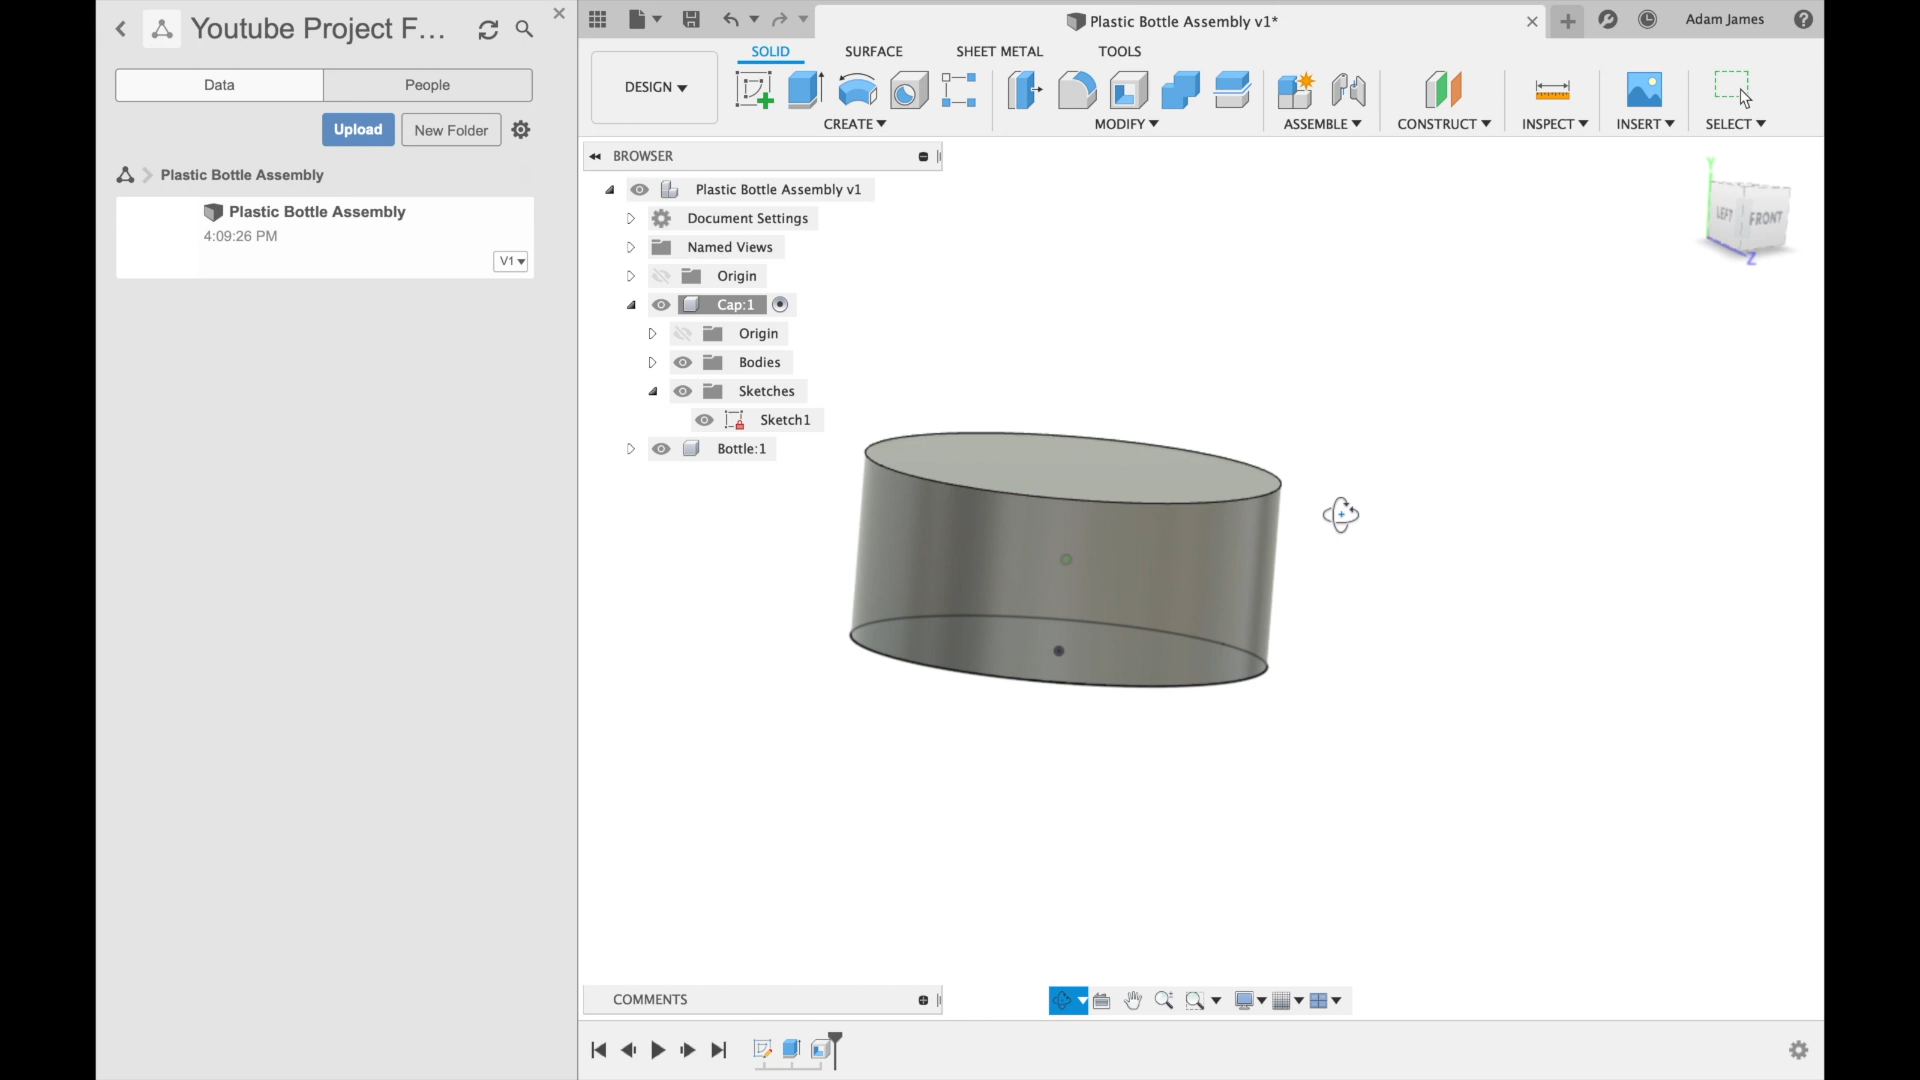 Youtube Project F...
Data
People
Upload
New Folder
Plastic Bottle Assembly
Plastic Bottle Assembly
4:09:26 PM
V1
Plastic Bottle Assembly v1*
Adam James
SOLID
SURFACE
SHEET METAL
TOOLS
DESIGN
CREATE
MODIFY
ASSEMBLE
CONSTRUCT
INSPECT
INSERT
SELECT
BROWSER
Plastic Bottle Assembly v1
Document Settings
Named Views
Origin
Cap:1
Origin
Bodies
Sketches
Sketch1
Bottle:1
Y
LEFT
FRONT
Z
COMMENTS